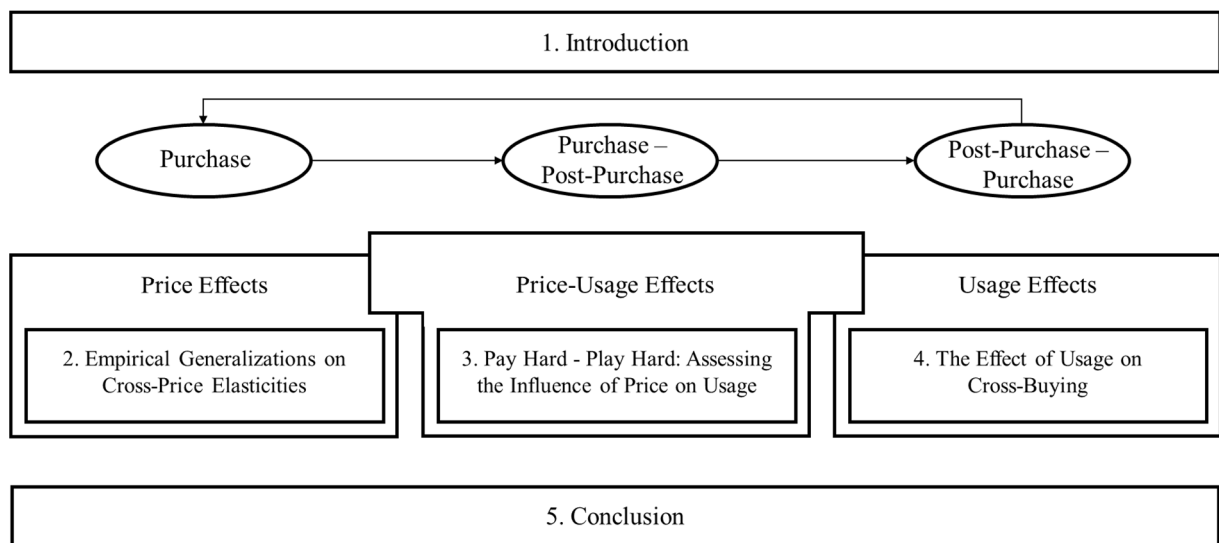 1. Introduction
Purchase
Purchase –
Post-Purchase
Post-Purchase –
Purchase
Price Effects
Price-Usage Effects
Usage Effects
2. Empirical Generalizations on
Cross-Price Elasticities
3. Pay Hard - Play Hard: Assessing
the Influence of Price on Usage
4. The Effect of Usage on
Cross-Buying
5. Conclusion